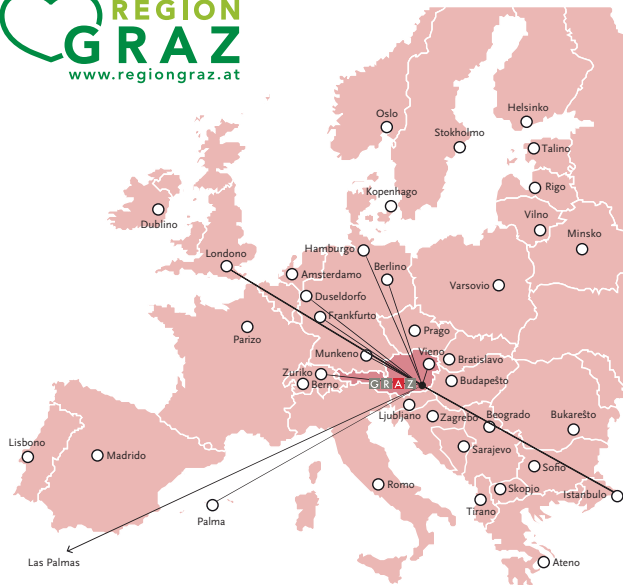 REGION
GRAZ
www.regiongraz.at
Oslo
Helsinko
Stokholmo
Talino
Rigo
Kopenhago
Vilno
Dublino
Minsko
Londono
Hamburgo
Berlino
Amsterdamo
Varsovio
Duseldorfo
Frankfurto
Parizo
Prago
Munkeno
Vieno
Bratislavo
Zuriko
Berno
GRAZ
Budapeŝto
Ljubljano
Zagrebo
Beogrado
Bukareŝto
Lisbono
Madrido
Sarajevo
Sofio
Romo
Skopjo
Istanbulo
Tirano
Palma
Las Palmas
Ateno